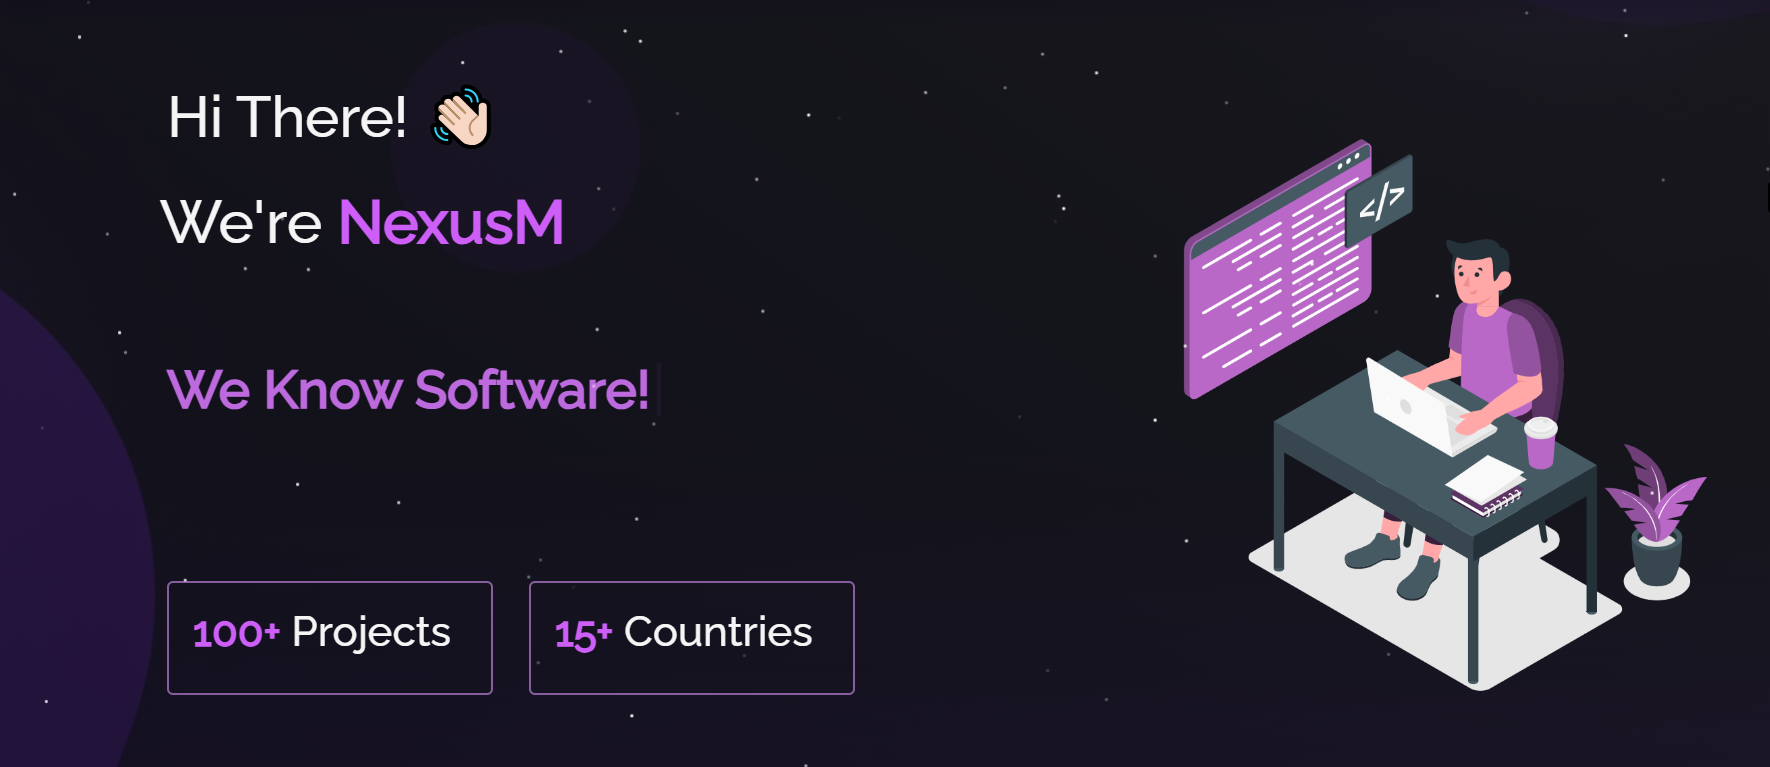 Hi There! 👋🏻
We're NexusM
We Know Software!
100+ Projects
15+ Countries
</>